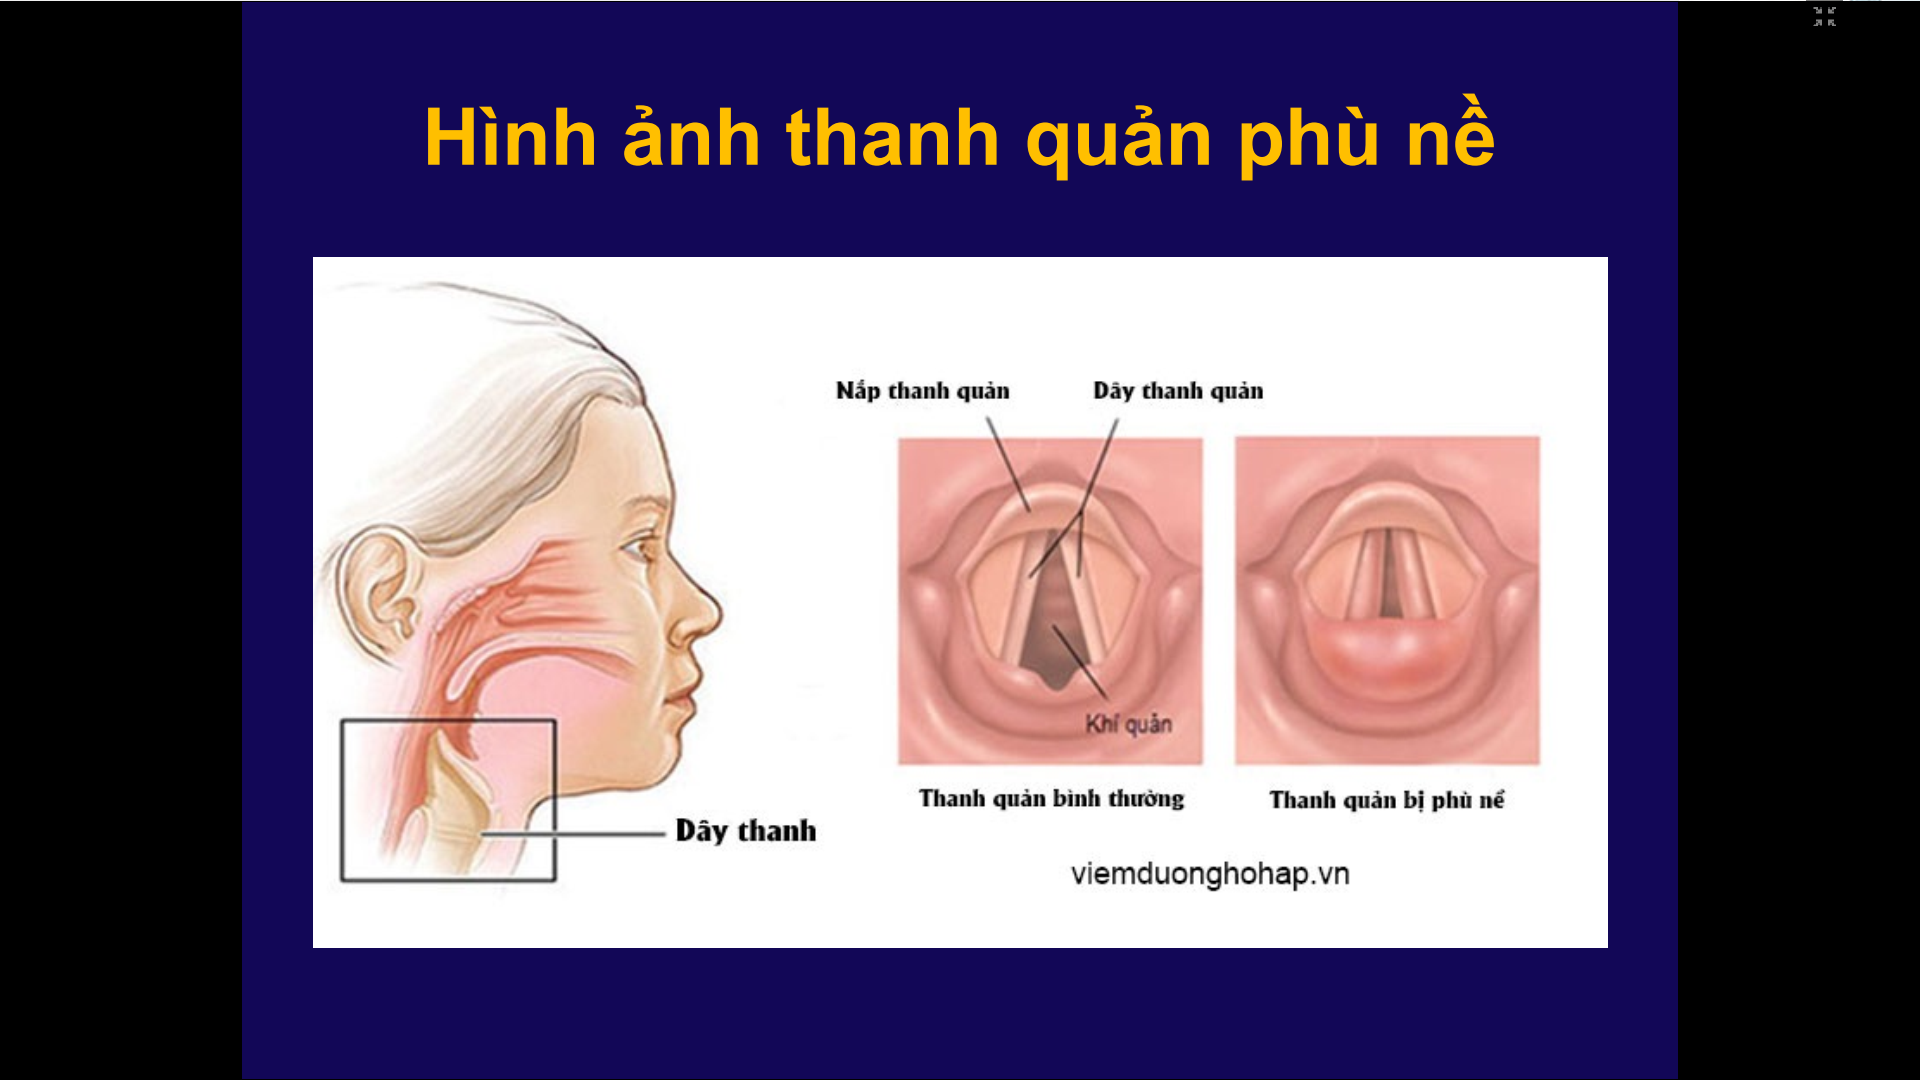 Hình ảnh thanh quản phù nề
Nắp thanh quản
Dây thanh quản
Khí quản
Thanh quản bình thường
Thanh quản bị phù nề
Dây thanh
viemduonghohap.vn